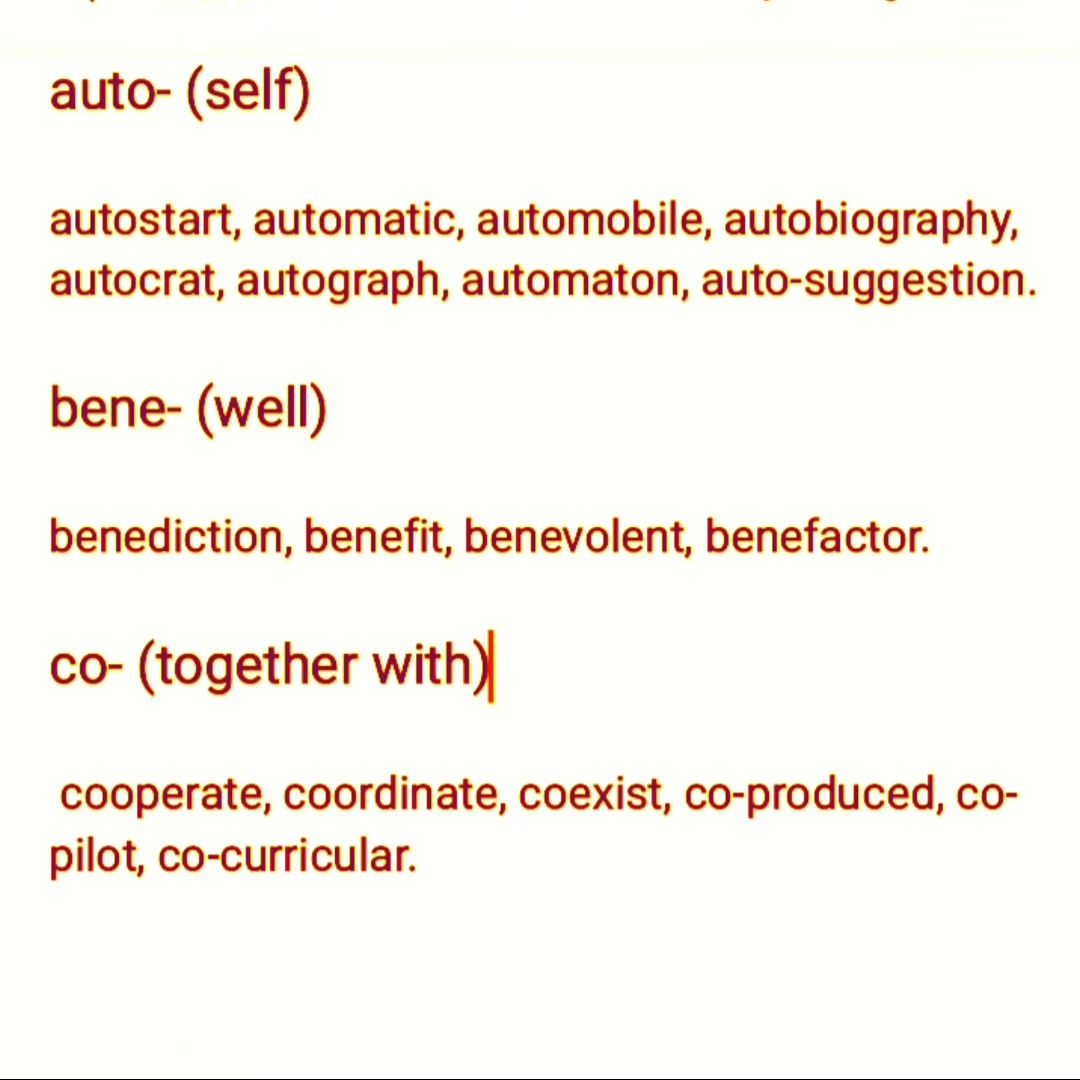 auto- (self)
autostart, automatic, automobile, autobiography,
autocrat, autograph, automaton, auto-suggestion.
bene- (well)
benediction, benefit, benevolent, benefactor.
co- (together with)
cooperate, coordinate, coexist, co-produced, co-
pilot, co-curricular.